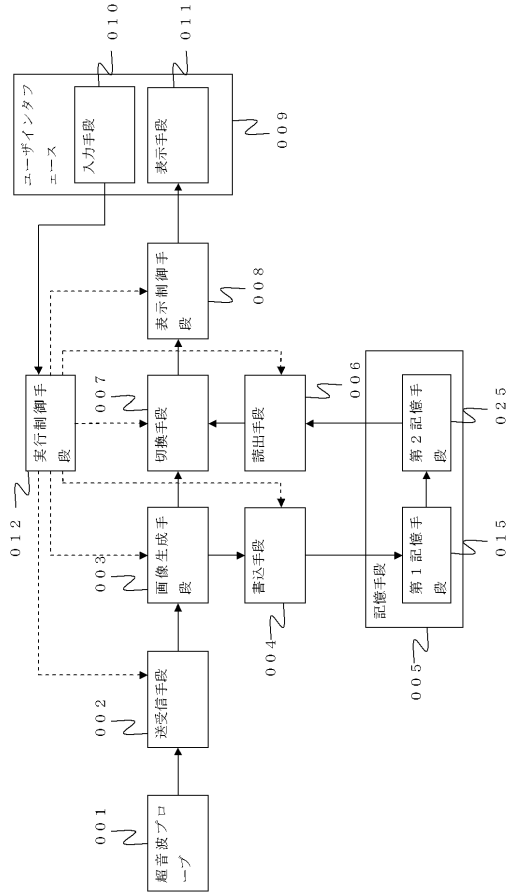 超音波プロ
ーブ
001
送受信手段
002
画像生成手
段
003
書込手段
004
記憶手段
005
第1記憶手
段
015
第2記憶手
段
025
読出手段
006
切換手段
007
表示制御手
段
008
ユーザインタフ
ェース
009
入力手段
010
表示手段
011
実行制御手
段
012